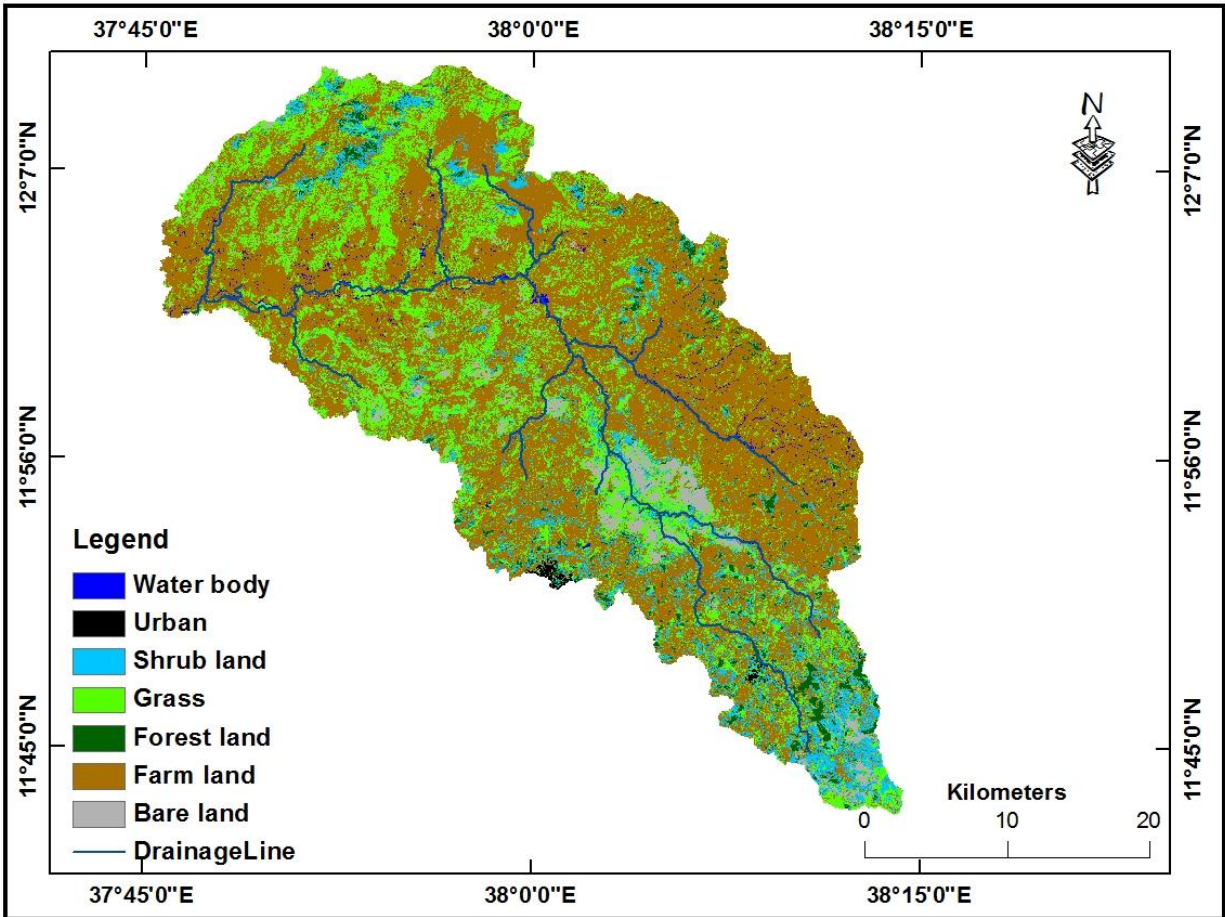 37°45'0"E 38°0'0"E 38°15'0"E
N
12°7'0"N 12°7'0"N
11°56'0"N 11°56'0"N
Legend
Water body
Urban
Shrub land
Grass
Forest land
Farm land
Bare land
DrainageLine
11°45'0"N 11°45'0"N
Kilometers
0 10 20
37°45'0"E 38°0'0"E 38°15'0"E